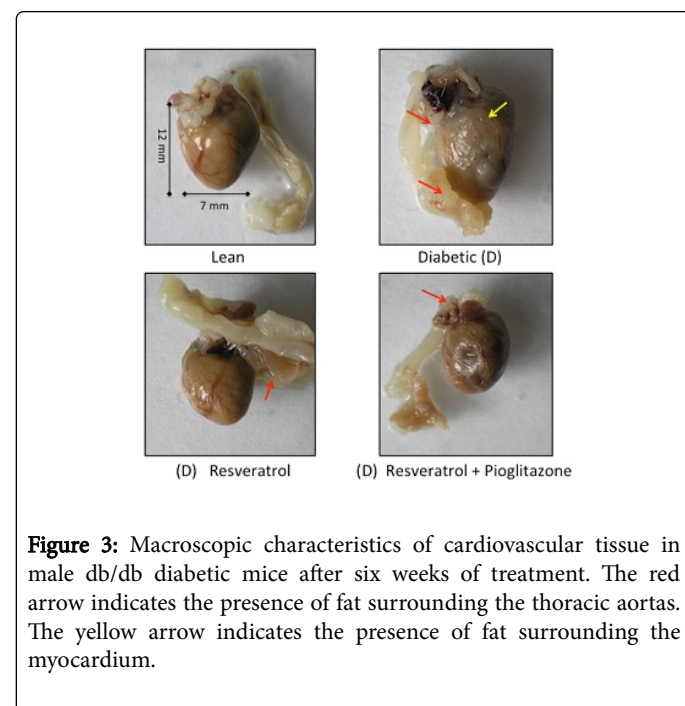 12 mm
7 mm
Lean
Diabetic (D)
(D) Resveratrol
(D) Resveratrol + Pioglitazone
Figure 3: Macroscopic characteristics of cardiovascular tissue in
male db/db diabetic mice after six weeks of treatment. The red
arrow indicates the presence of fat surrounding the thoracic aortas.
The yellow arrow indicates the presence of fat surrounding the
myocardium.